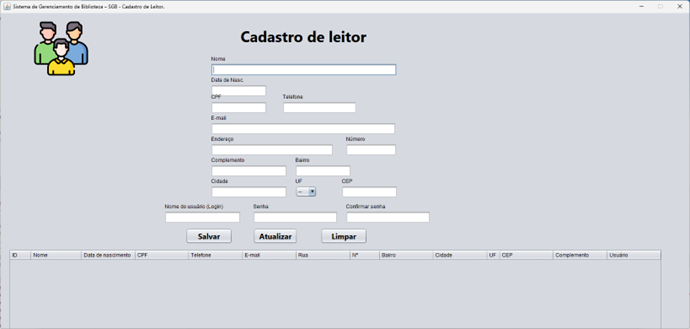 Sistema de Gerenciamento de Biblioteca – SGB - Cadastro de Leitor.
Cadastro de leitor
Nome
Data de Nasc
CPF Telefone
E-mail
Endereço Número
Complemento Bairro
Cidade UF CEP
--
Nome do usuário (Login) Senha Confirmar senha
Salvar Atualizar Limpar
ID Nome Data de nascimento CPF Telefone E-mail Rua Nº Bairro Cidade UF CEP Complemento Usuário